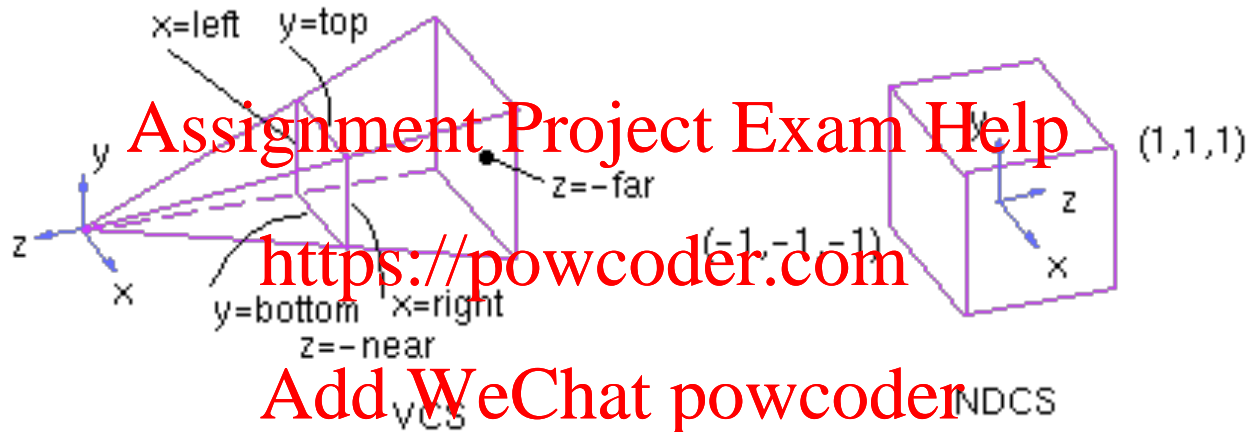 x=left y=top
Assignment Project Exam Help
y
y
(1,1,1)
z=-far
z
z
(-1,-1,-1)
https://powcoder.com
x
x
y=bottom x=right
z=-near
Add WeChat powcoder
VCS
NDCS